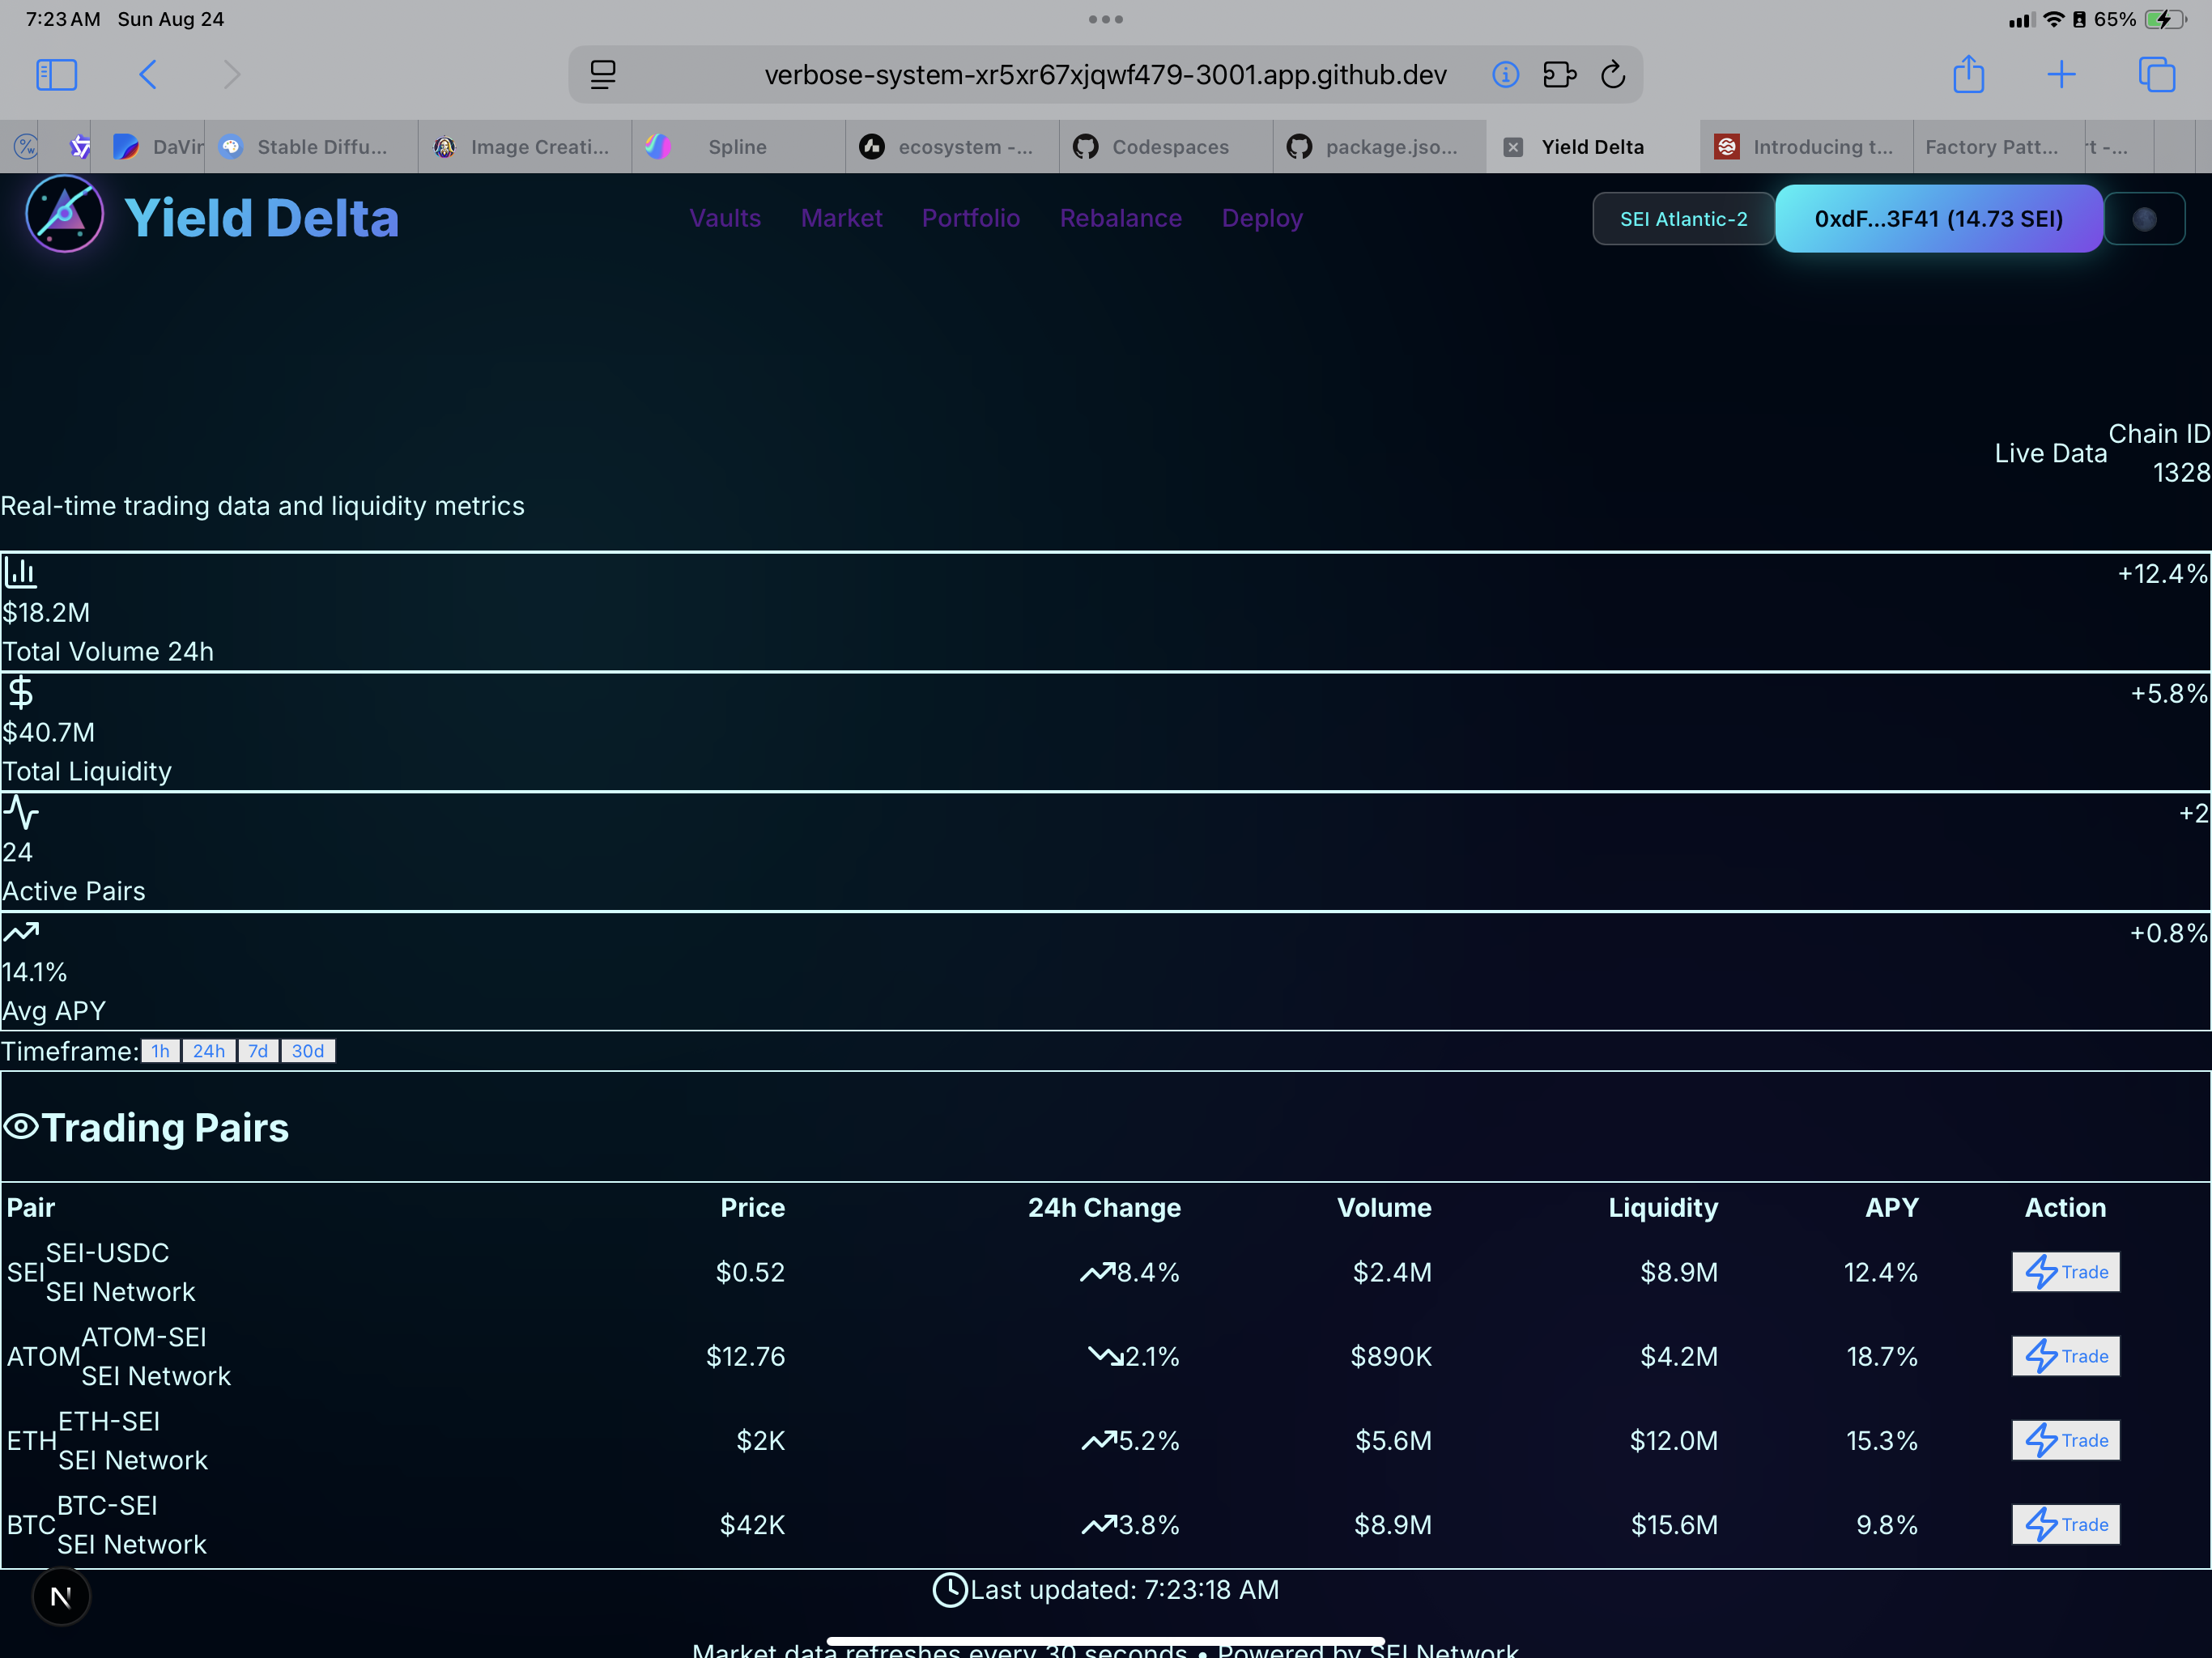 7:23 AM Sun Aug 24
65%
verbose-system-xr5xr67xjqwf479-3001.app.github.dev
DaVir
Stable Diffu...
Image Creati...
Spline
ecosystem -...
Codespaces
package.jso...
Yield Delta
Introducing t...
Factory Patt...
rt -...
Yield Delta
Vaults Market Portfolio Rebalance Deploy
SEI Atlantic-2
0xdF...3F41 (14.73 SEI)
Live Data
Chain ID
1328
Real-time trading data and liquidity metrics
+12.4%
$18.2M
Total Volume 24h
+5.8%
$40.7M
Total Liquidity
+2
24
Active Pairs
+0.8%
14.1%
Avg APY
Timeframe: 1h 24h 7d 30d
Trading Pairs
Pair Price 24h Change Volume Liquidity APY Action
SEI SEI-USDC
SEI Network
$0.52 8.4% $2.4M $8.9M 12.4% Trade
ATOM ATOM-SEI
SEI Network
$12.76 2.1% $890K $4.2M 18.7% Trade
ETH ETH-SEI
SEI Network
$2K 5.2% $5.6M $12.0M 15.3% Trade
BTC BTC-SEI
SEI Network
$42K 3.8% $8.9M $15.6M 9.8% Trade
N
Last updated: 7:23:18 AM
Market data refreshes every 30 seconds • Powered by SEI Network